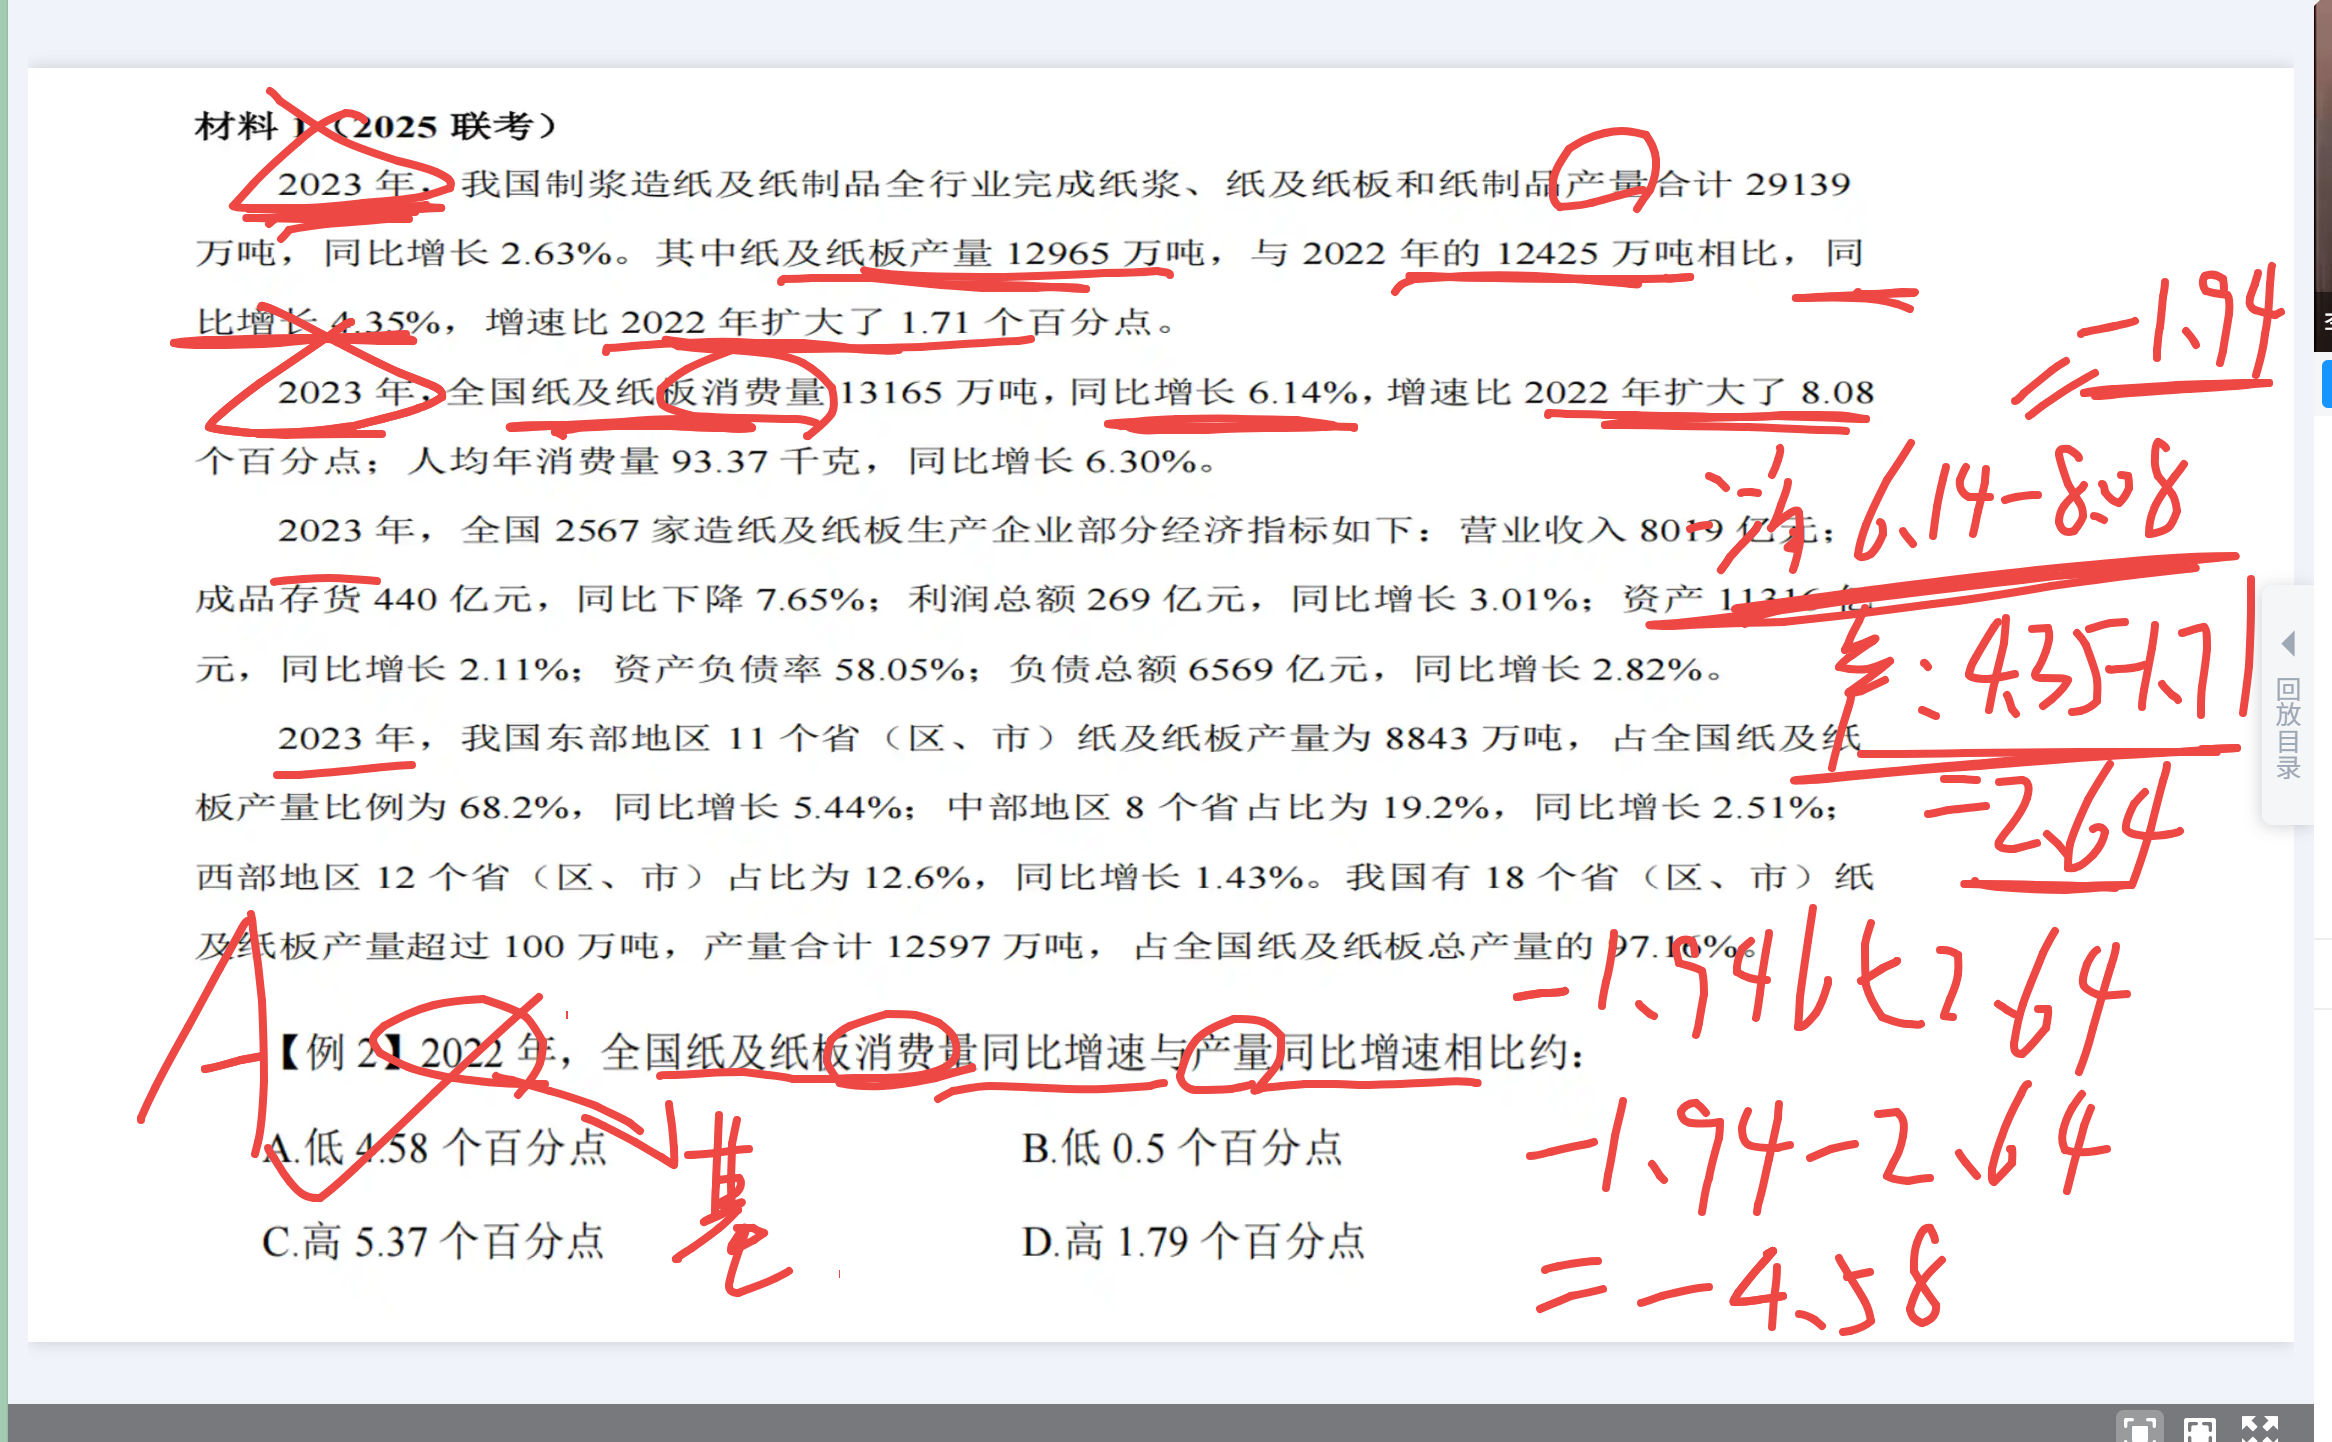 材料 1（2025 联考）
2023 年，我国制浆造纸及纸制品全行业完成纸浆、纸及纸板和纸制品产量合计 29139
万吨，同比增长 2.63%。其中纸及纸板产量 12965 万吨，与 2022 年的 12425 万吨相比，同
比增长 4.35%，增速比 2022 年扩大了 1.71 个百分点。
-1.94
2023 年，全国纸及纸板消费量 13165 万吨，同比增长 6.14%，增速比 2022 年扩大了 8.08
个百分点；人均年消费量 93.37 千克，同比增长 6.30%。
6.14-8.08
2023 年，全国 2567 家造纸及纸板生产企业部分经济指标如下：营业收入 8019 亿元；
成品存货 440 亿元，同比下降 7.65%；利润总额 269 亿元，同比增长 3.01%；资产 11316 亿
元，同比增长 2.11%；资产负债率 58.05%；负债总额 6569 亿元，同比增长 2.82%。
4.35-1.71
2023 年，我国东部地区 11 个省（区、市）纸及纸板产量为 8843 万吨，占全国纸及纸
板产量比例为 68.2%，同比增长 5.44%；中部地区 8 个省占比为 19.2%，同比增长 2.51%；
=2.64
西部地区 12 个省（区、市）占比为 12.6%，同比增长 1.43%。我国有 18 个省（区、市）纸
及纸板产量超过 100 万吨，产量合计 12597 万吨，占全国纸及纸板总产量的 97.16%。
-1.94比2.64
A
【例 2】2022 年，全国纸及纸板消费量同比增速与产量同比增速相比约：
A.低 4.58 个百分点
B.低 0.5 个百分点
-1.94-2.64
C.高 5.37 个百分点
D.高 1.79 个百分点
=-4.58
回放目录